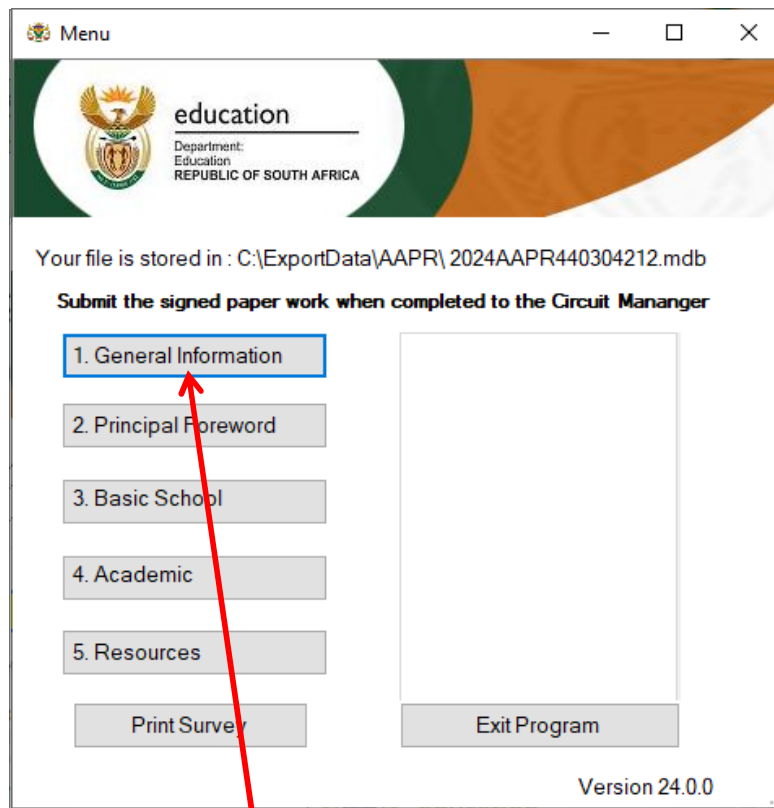 Menu
education
Department:
Education
REPUBLIC OF SOUTH AFRICA
Your file is stored in : C:\ExportData\AAPR\ 2024AAPR440304212.mdb
Submit the signed paper work when completed to the Circuit Mananger
1. General Information
2. Principal Foreword
3. Basic School
4. Academic
5. Resources
Print Survey
Exit Program
Version 24.0.0